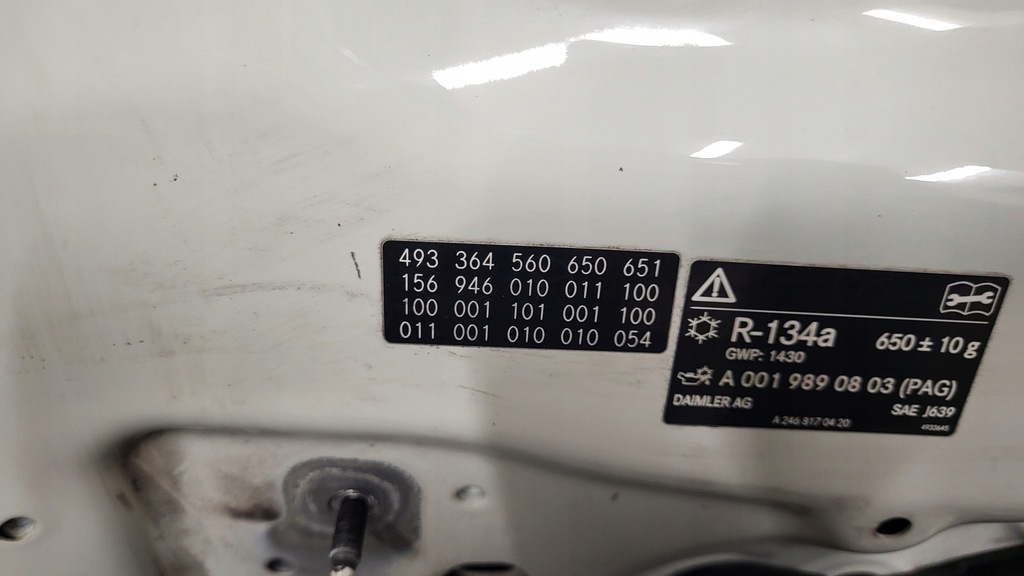 493 364 560 650 651
156 946 010 011 100
100 001 101 001 100
011 001 010 010 054
R-134a 650 ± 10 g
GWP: 1430
A 001 989 08 03 (PAG)
DAIMLER AG SAE J639
A 246 817 04 20 4933645